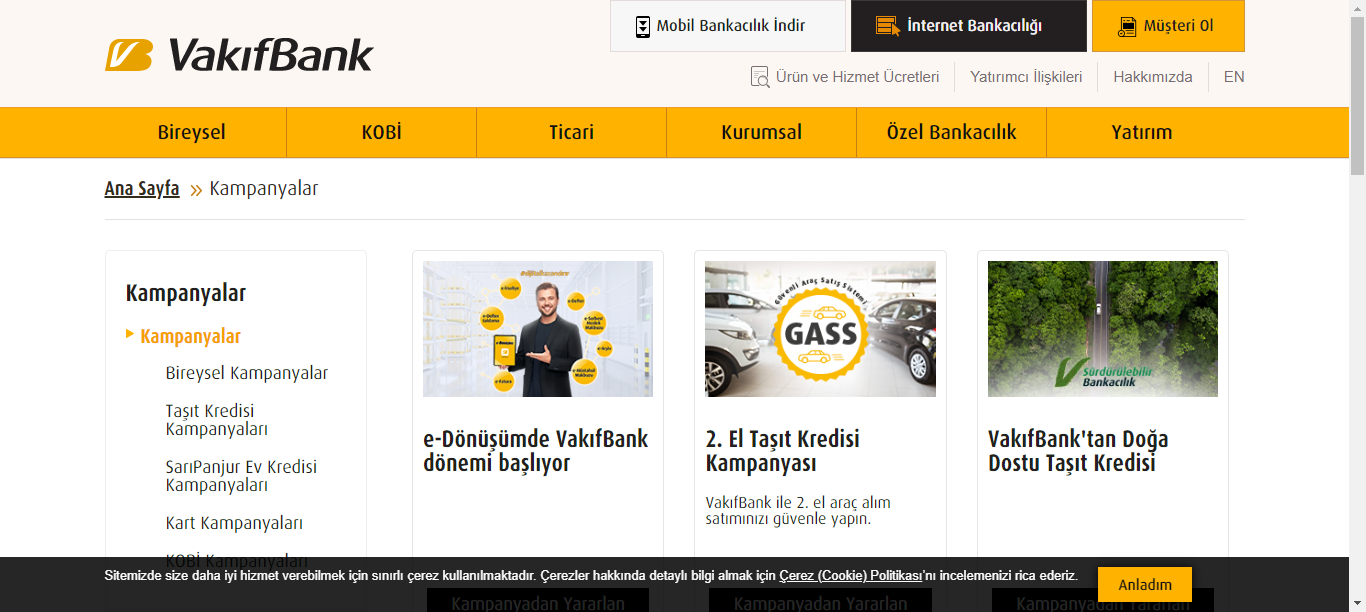 Mobil Bankacılık İndir
İnternet Bankacılığı
Müşteri Ol
VakıfBank
Ürün ve Hizmet Ücretleri
Yatırımcı İlişkileri
Hakkımızda
EN
Bireysel
KOBİ
Ticari
Kurumsal
Özel Bankacılık
Yatırım
Ana Sayfa » Kampanyalar
Kampanyalar
Kampanyalar
Bireysel Kampanyalar
Taşıt Kredisi
Kampanyaları
SarıPanjur Ev Kredisi
Kampanyaları
Kart Kampanyaları
KOBİ Kampanyaları
e-Dönüşümde VakıfBank
dönemi başlıyor
Güvenli Araç Satış Sistemi
GASS
2. El Taşıt Kredisi
Kampanyası
VakıfBank ile 2. el araç alım
satımınızı güvenle yapın.
Sürdürülebilir
Bankacılık
VakıfBank'tan Doğa
Dostu Taşıt Kredisi
Sitemizde size daha iyi hizmet verebilmek için sınırlı çerez kullanılmaktadır. Çerezler hakkında detaylı bilgi almak için Çerez (Cookie) Politikası'nı incelemenizi rica ederiz.
Anladım
Kampanyadan Yararlan
Kampanyadan Yararlan
Kampanyadan Yararlan